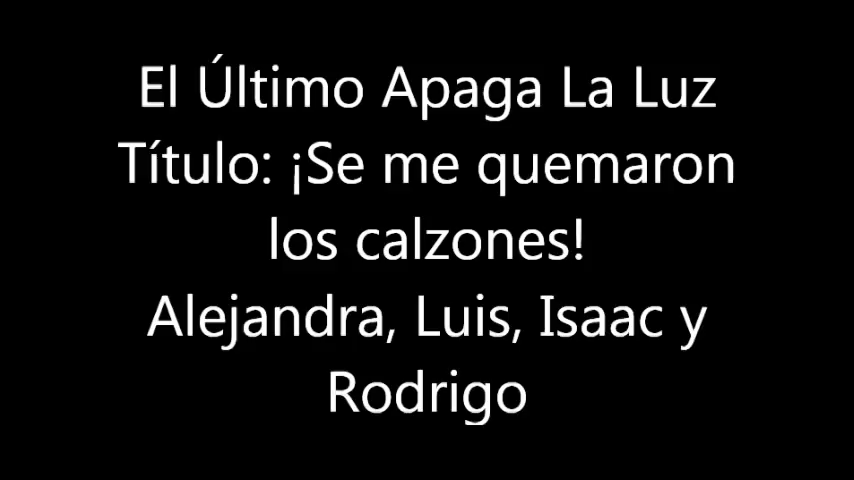 El Último Apaga La Luz
Título: ¡Se me quemaron
los calzones!
Alejandra, Luis, Isaac y
Rodrigo